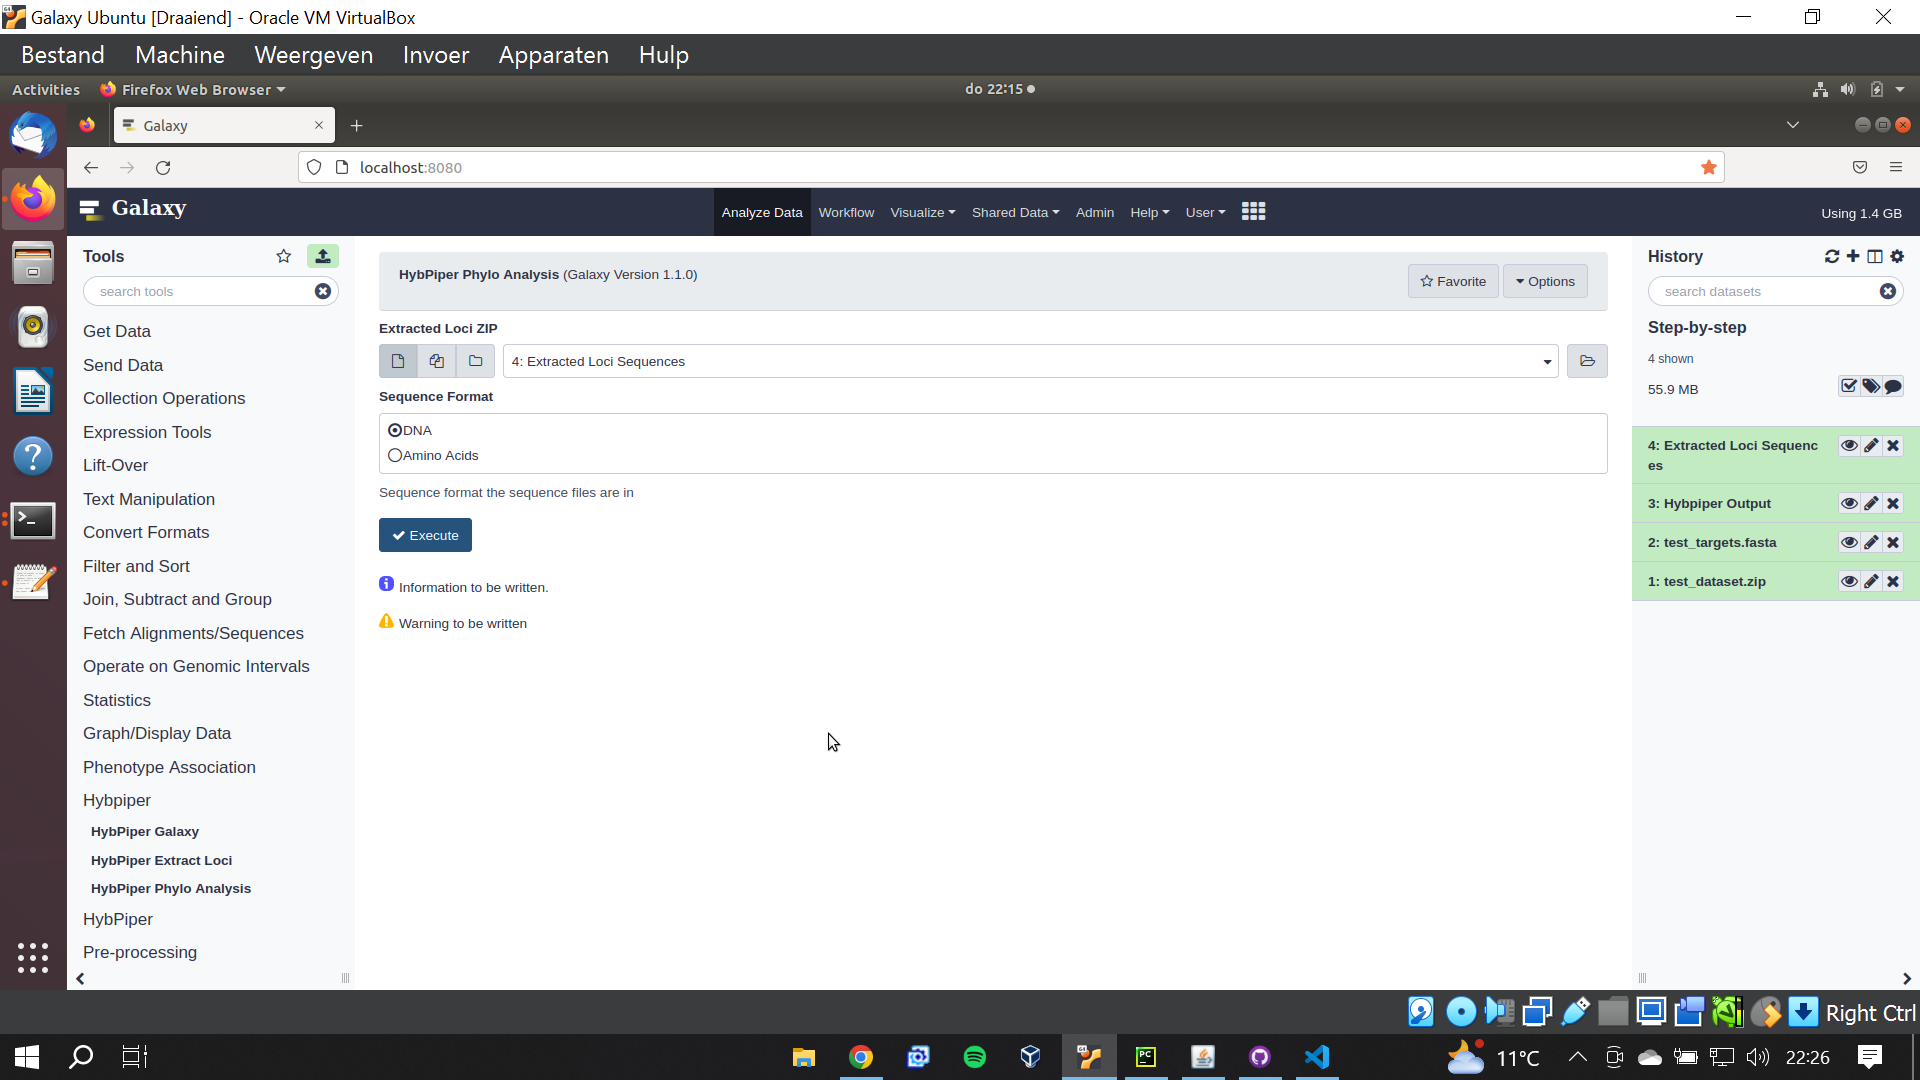 Galaxy Ubuntu [Draaiend] - Oracle VM VirtualBox
Bestand Machine Weergeven Invoer Apparaten Hulp
Activities Firefox Web Browser do 22:15
Galaxy
localhost:8080
Galaxy Analyze Data Workflow Visualize Shared Data Admin Help User Using 1.4 GB
Tools
search tools
Get Data
Send Data
Collection Operations
Expression Tools
Lift-Over
Text Manipulation
Convert Formats
Filter and Sort
Join, Subtract and Group
Fetch Alignments/Sequences
Operate on Genomic Intervals
Statistics
Graph/Display Data
Phenotype Association
Hybpiper
HybPiper Galaxy
HybPiper Extract Loci
HybPiper Phylo Analysis
HybPiper
Pre-processing
HybPiper Phylo Analysis (Galaxy Version 1.1.0)
Favorite
Options
Extracted Loci ZIP
4: Extracted Loci Sequences
Sequence Format
DNA
Amino Acids
Sequence format the sequence files are in
Execute
Information to be written.
Warning to be written
History
search datasets
Step-by-step
4 shown
55.9 MB
4: Extracted Loci Sequenc
es
3: Hybpiper Output
2: test_targets.fasta
1: test_dataset.zip
Right Ctrl
11°C 22:26